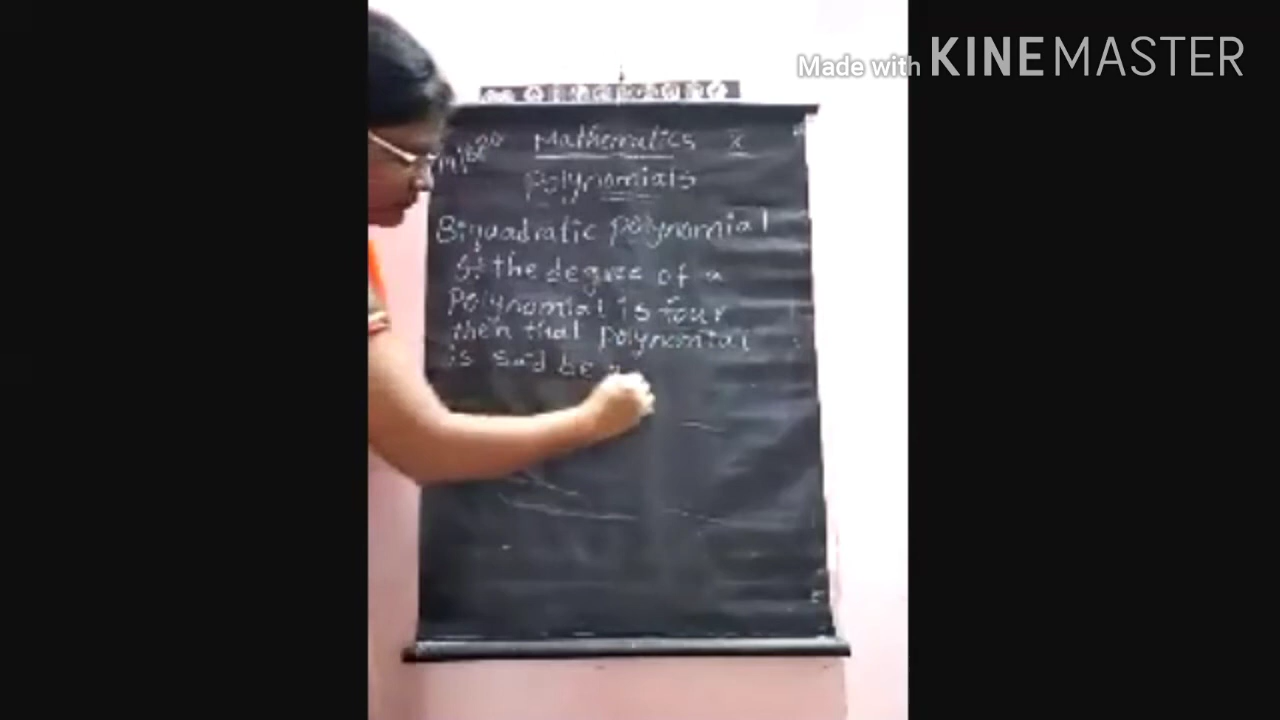 Made with KINEMASTER
Mathematics X
Polynomials
Biquadratic Polynomial
If the degree of a
Polynomial is four
then that Polynomial
is said be a